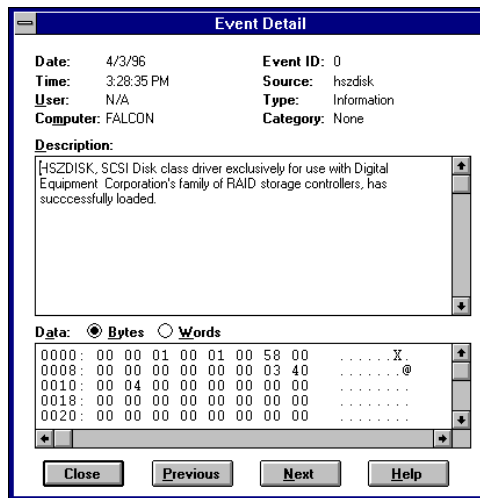 Event Detail
Date: 4/3/96 Event ID: 0
Time: 3:28:35 PM Source: hszdisk
User: N/A Type: Information
Computer: FALCON Category: None
Description:
HSZDISK, SCSI Disk class driver exclusively for use with Digital
Equipment Corporation's family of RAID storage controllers, has
succcessfully loaded.
Data: Bytes Words
0000: 00 00 01 00 01 00 58 00 ......X.
0008: 00 00 00 00 00 00 03 40 .......@
0010: 00 04 00 00 00 00 00 00 ........
0018: 00 00 00 00 00 00 00 00 ........
0020: 00 00 00 00 00 00 00 00 ........
Close Previous Next Help